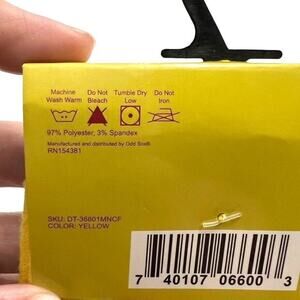 Machine Do Not Tumble Dry Do Not
Wash Warm Bleach Low Iron
97% Polyester, 3% Spandex
Manufactured and distributed by Odd Sox®
RN154381
SKU: DT-36801MNCF
COLOR: YELLOW
7 40107 06600 3